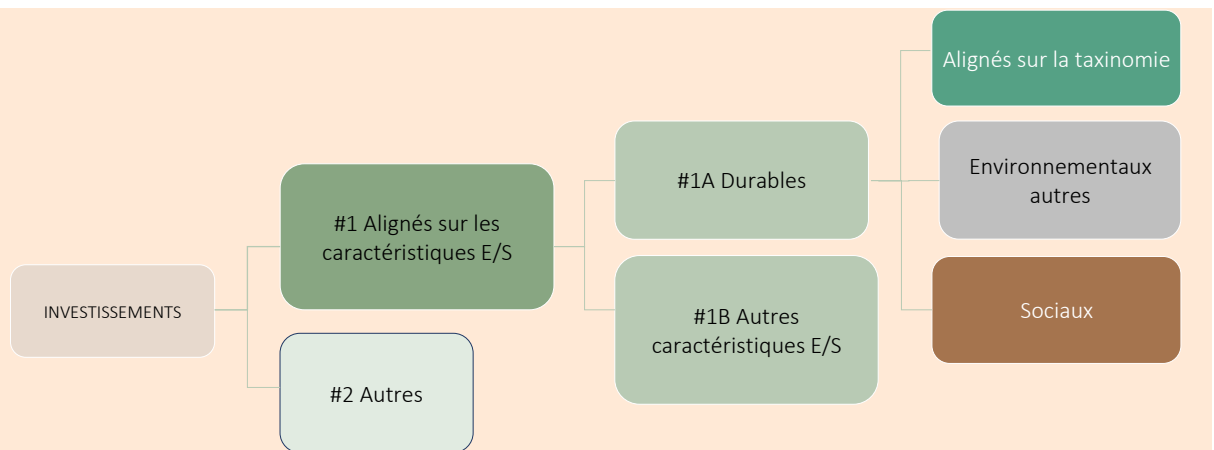 INVESTISSEMENTS
#1 Alignés sur les
caractéristiques E/S
#2 Autres
#1A Durables
#1B Autres
caractéristiques E/S
Alignés sur la taxinomie
Environnementaux
autres
Sociaux